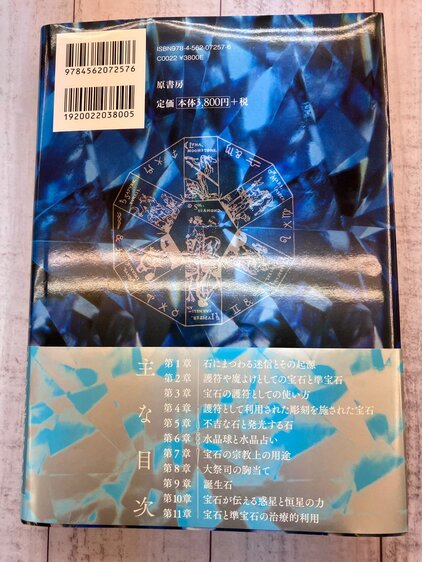 ISBN978-4-562-07257-6
C0022 ¥3800E
9784562072576
1920022038005
原書房
定価 本体3,800円+税
主な目次
第1章 石にまつわる迷信とその起源
第2章 護符や魔よけとしての宝石と準宝石
第3章 宝石の護符としての使い方
第4章 護符として利用された彫刻を施された宝石
第5章 不吉な石と発光する石
第6章 水晶球と水晶占い
第7章 宝石の宗教上の用途
第8章 大祭司の胸当て
第9章 誕生石
第10章 宝石が伝える惑星と恒星の力
第11章 宝石と準宝石の治療的利用